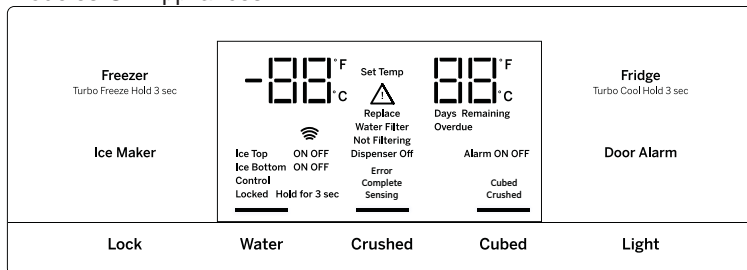 Freezer
Turbo Freeze Hold 3 sec
Ice Maker
-88 °F °C
Set Temp
88 °F °C
Replace
Water Filter
Not Filtering
Dispenser Off
Days Remaining
Overdue
Ice Top ON OFF
Ice Bottom ON OFF
Control
Locked Hold for 3 sec
Error
Complete
Sensing
Alarm ON OFF
Cubed
Crushed
Fridge
Turbo Cool Hold 3 sec
Door Alarm
Lock Water Crushed Cubed Light